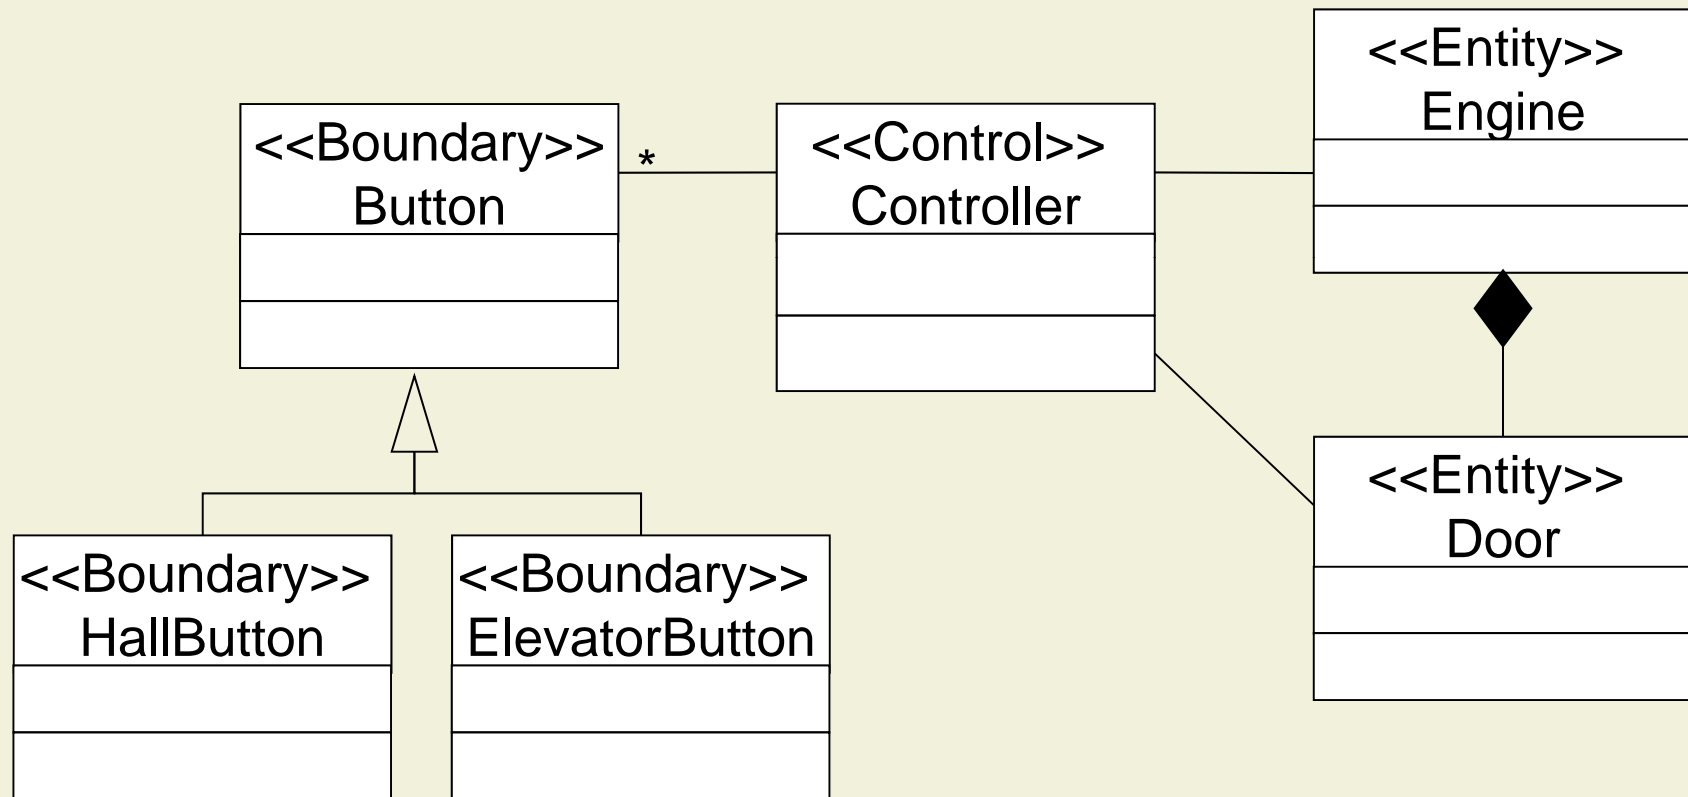 <<Entity>>
Engine
<<Boundary>>
Button
*
<<Control>>
Controller
<<Entity>>
Door
<<Boundary>>
HallButton
<<Boundary>>
ElevatorButton